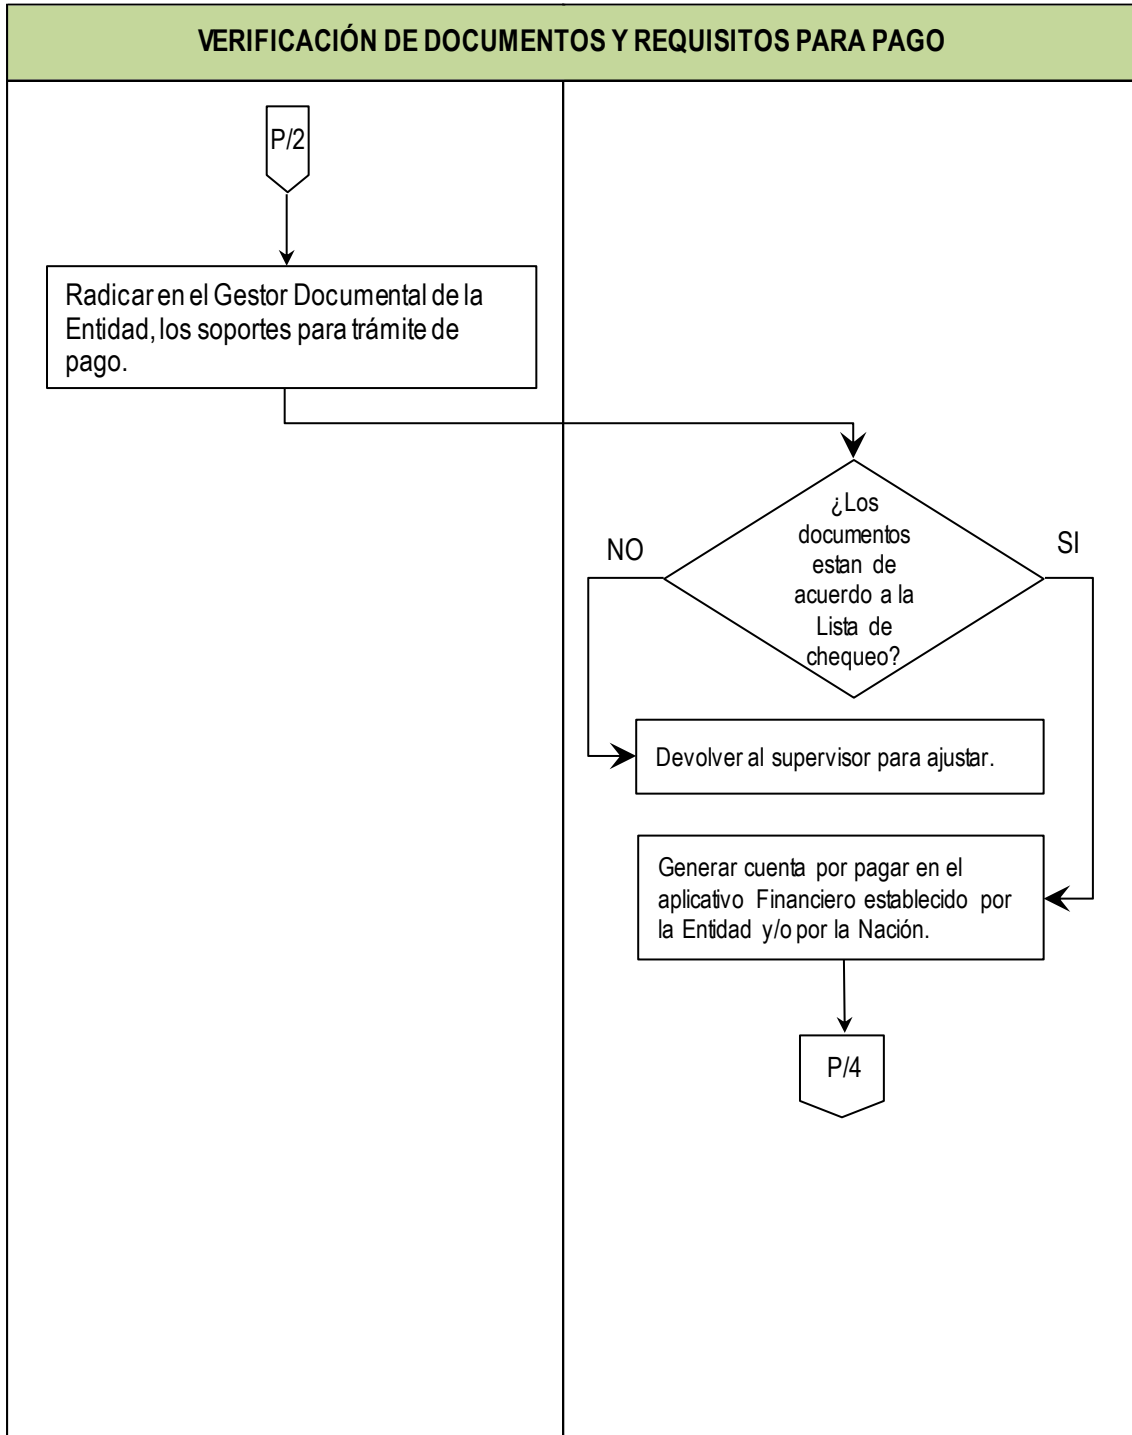 VERIFICACIÓN DE DOCUMENTOS Y REQUISITOS PARA PAGO
P/2
Radicar en el Gestor Documental de la
Entidad, los soportes para trámite de
pago.
¿Los
documentos
estan de
acuerdo a la
Lista de
chequeo?
NO
SI
Devolver al supervisor para ajustar.
Generar cuenta por pagar en el
aplicativo Financiero establecido por
la Entidad y/o por la Nación.
P/4